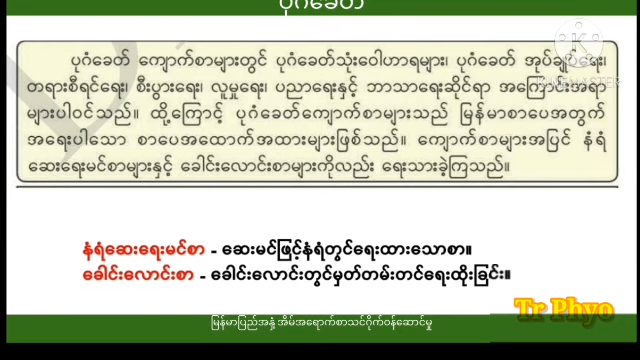 ပုဂံခေတ်
ပုဂံခေတ် ကျောက်စာများတွင် ပုဂံခေတ်သုံးဝေါဟာရများ၊ ပုဂံခေတ် အုပ်ချုပ်ရေး၊
တရားစီရင်ရေး၊ စီးပွားရေး၊ လူမှုရေး၊ ပညာရေးနှင့် ဘာသာရေးဆိုင်ရာ အကြောင်းအရာ
များပါဝင်သည်။ ထို့ကြောင့် ပုဂံခေတ်ကျောက်စာများသည် မြန်မာစာပေအတွက်
အရေးပါသော စာပေအထောက်အထားများဖြစ်သည်။ ကျောက်စာများအပြင် နံရံ
ဆေးရေးမင်စာများနှင့် ခေါင်းလောင်းစာများကိုလည်း ရေးသားခဲ့ကြသည်။
နံရံဆေးရေးမင်စာ - ဆေးမင်ဖြင့်နံရံတွင်ရေးထားသောစာ။
ခေါင်းလောင်းစာ - ခေါင်းလောင်းတွင်မှတ်တမ်းတင်ရေးထိုးခြင်း။
Tr Phyo
မြန်မာပြည်အနှံ့ အိမ်အရောက်စာသင်ဝိုက်ဝန်ဆောင်မှု